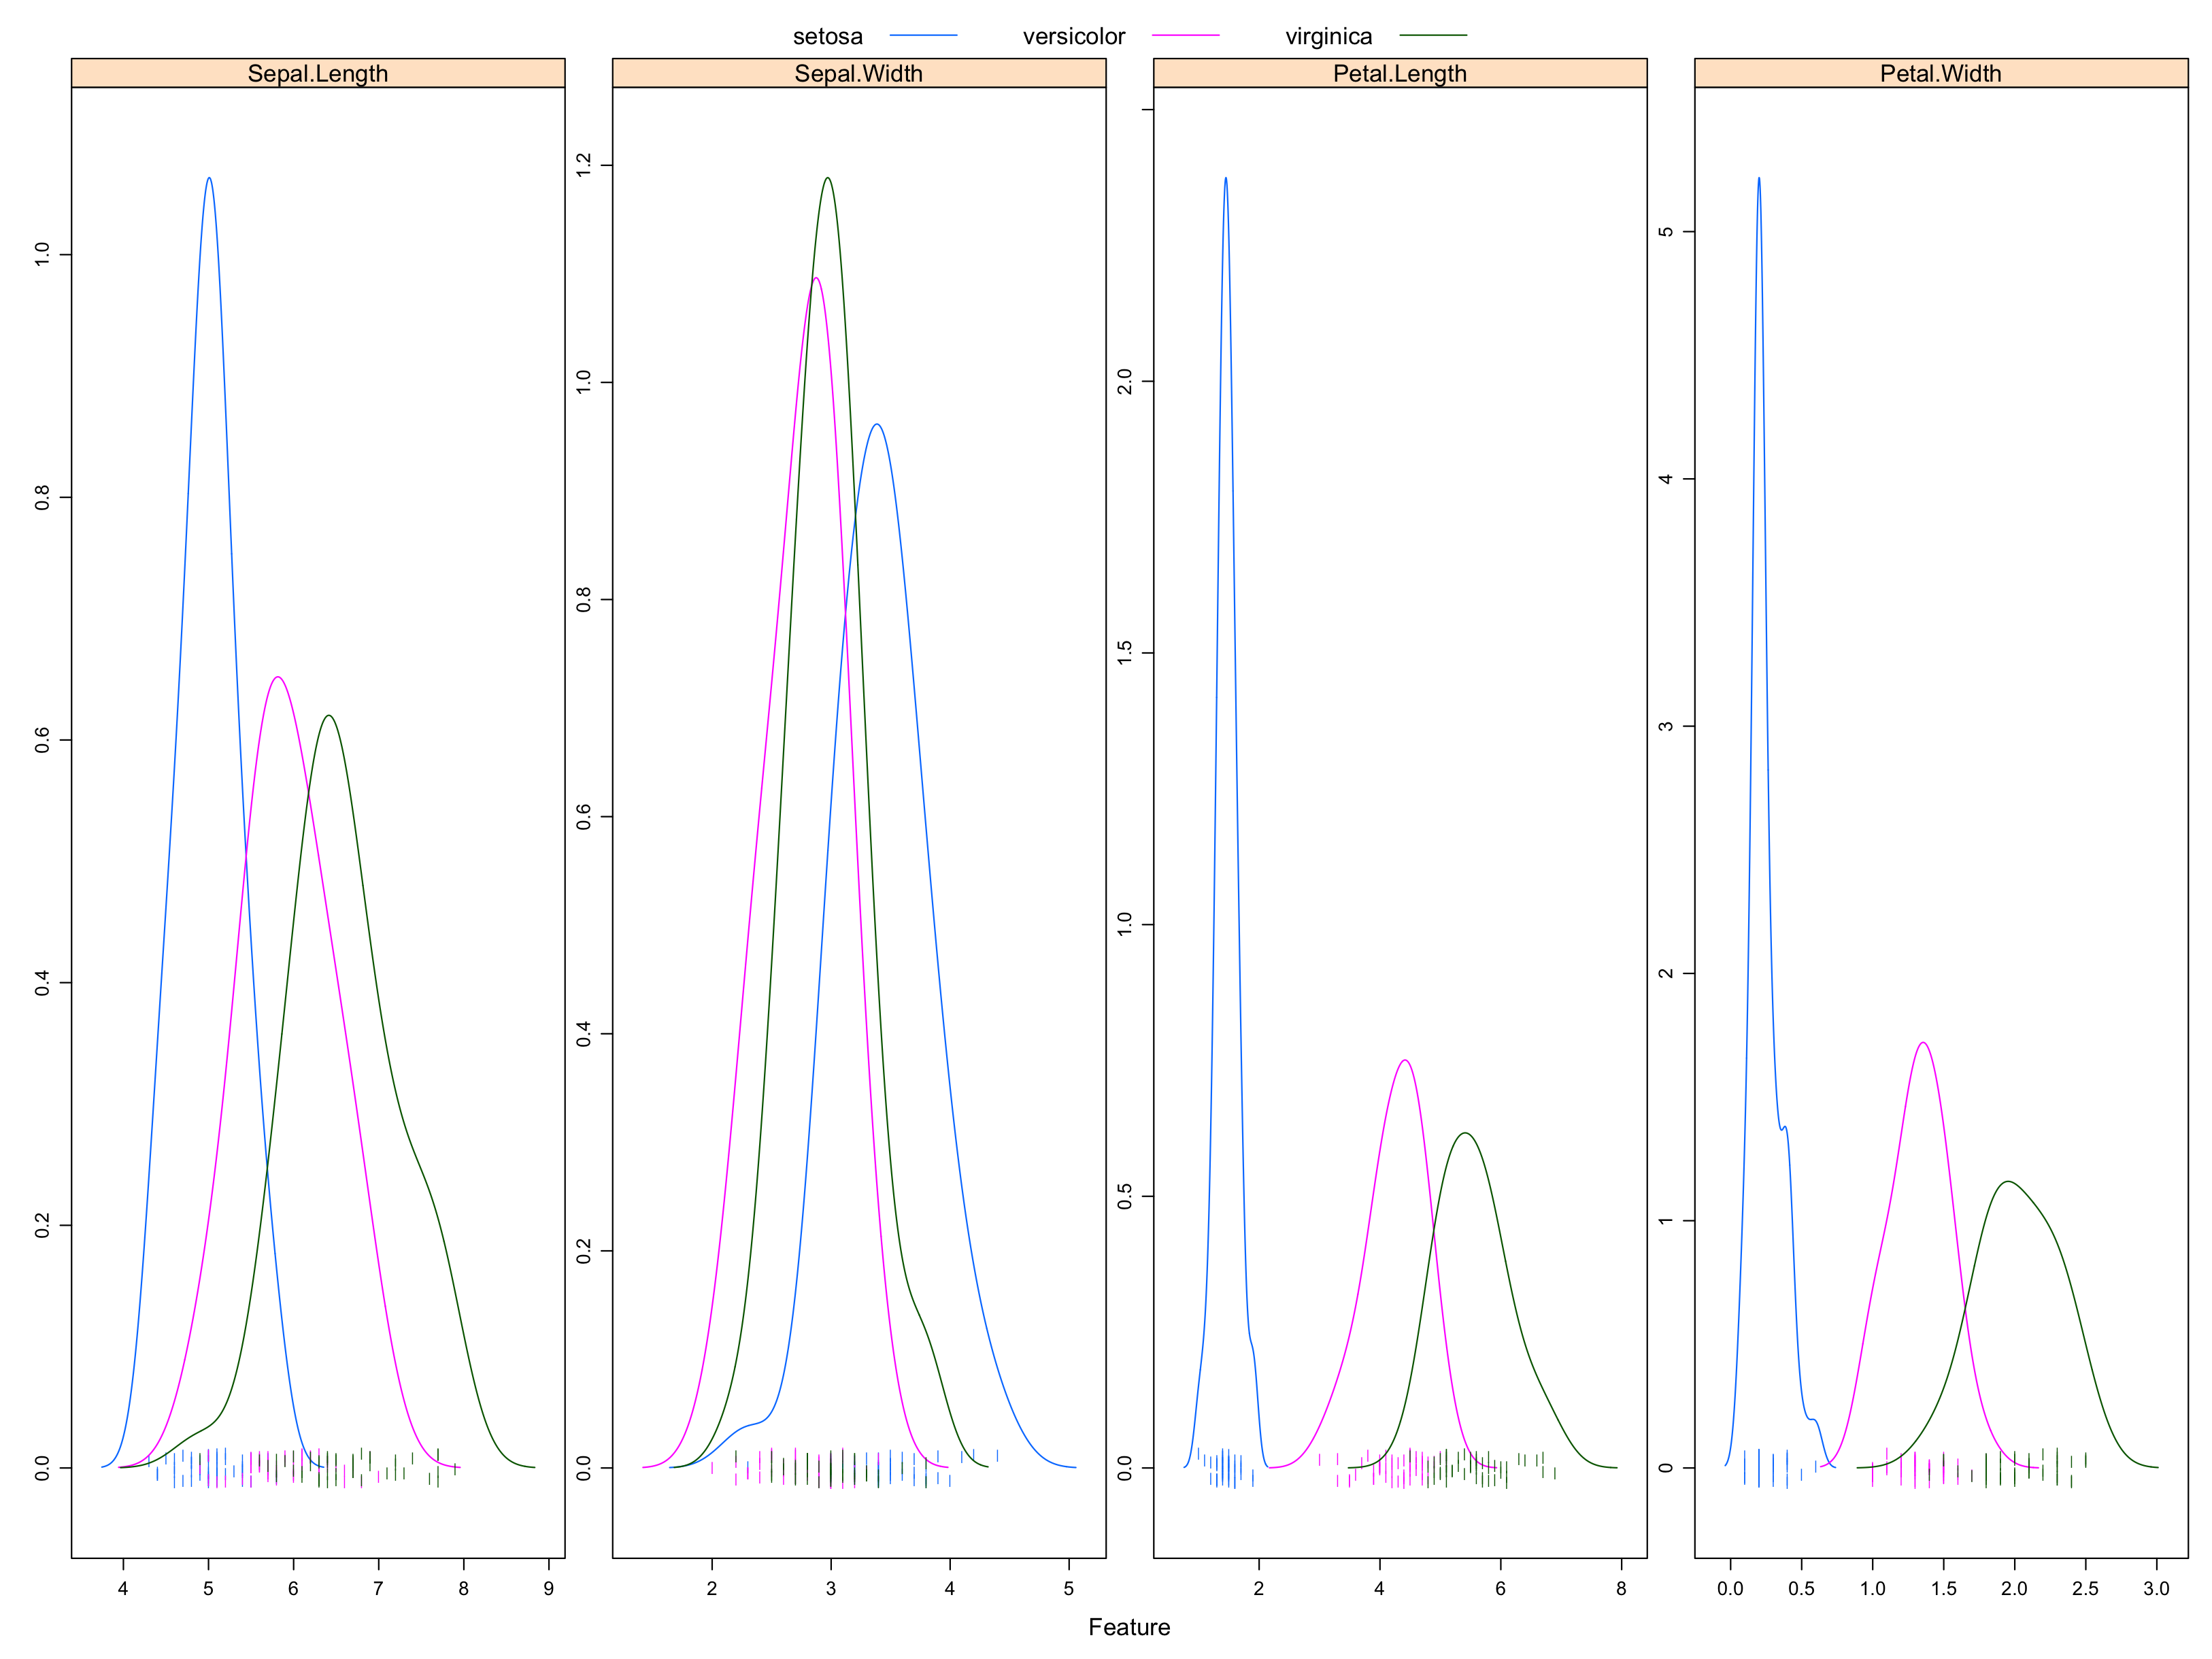 setosa versicolor virginica
Sepal.Length Sepal.Width Petal.Length Petal.Width
0.0 0.2 0.4 0.6 0.8 1.0
4 5 6 7 8 9
0.0 0.2 0.4 0.6 0.8 1.0 1.2
2 3 4 5
0.0 0.5 1.0 1.5 2.0
2 4 6 8
0 1 2 3 4 5
0.0 0.5 1.0 1.5 2.0 2.5 3.0
Feature